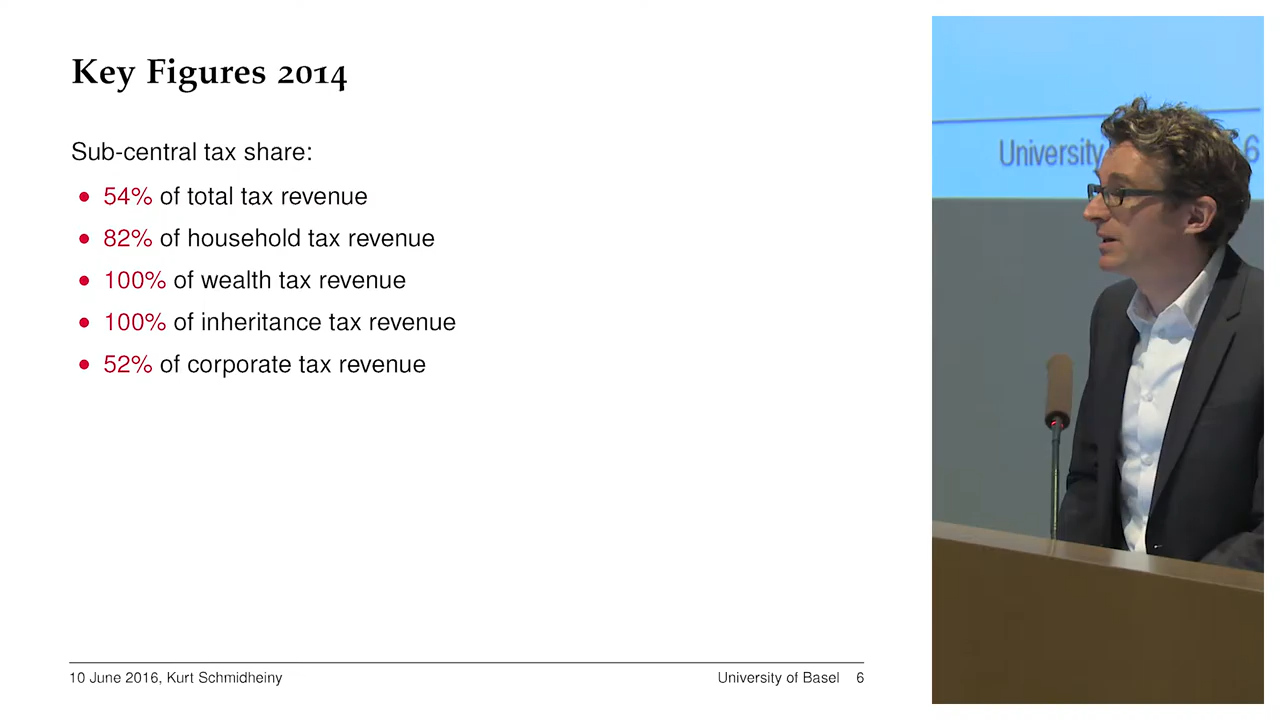 Key Figures 2014
Sub-central tax share:
• 54% of total tax revenue
• 82% of household tax revenue
• 100% of wealth tax revenue
• 100% of inheritance tax revenue
• 52% of corporate tax revenue
10 June 2016, Kurt Schmidheiny
University of Basel 6
University
6